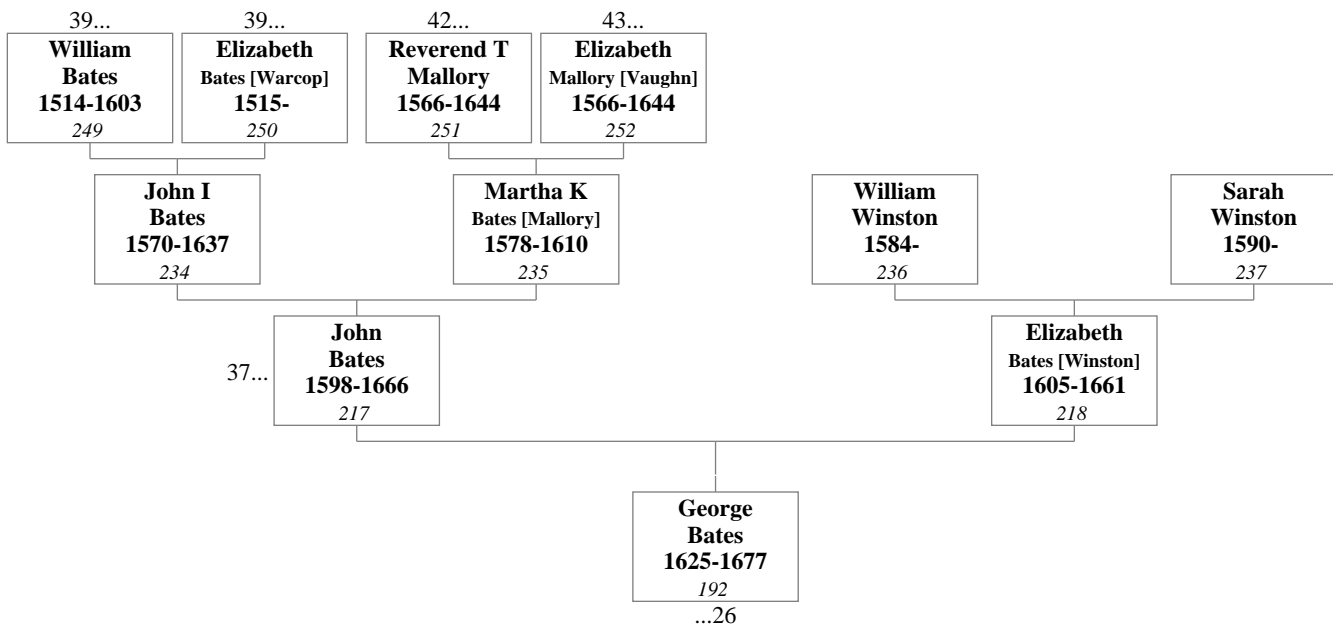 39...
39...
42...
43...
William
Bates
1514-1603
249
Elizabeth
Bates [Warcop]
1515-
250
Reverend T
Mallory
1566-1644
251
Elizabeth
Mallory [Vaughn]
1566-1644
252
John I
Bates
1570-1637
234
Martha K
Bates [Mallory]
1578-1610
235
William
Winston
1584-
236
Sarah
Winston
1590-
237
37...
John
Bates
1598-1666
217
Elizabeth
Bates [Winston]
1605-1661
218
George
Bates
1625-1677
192
...26